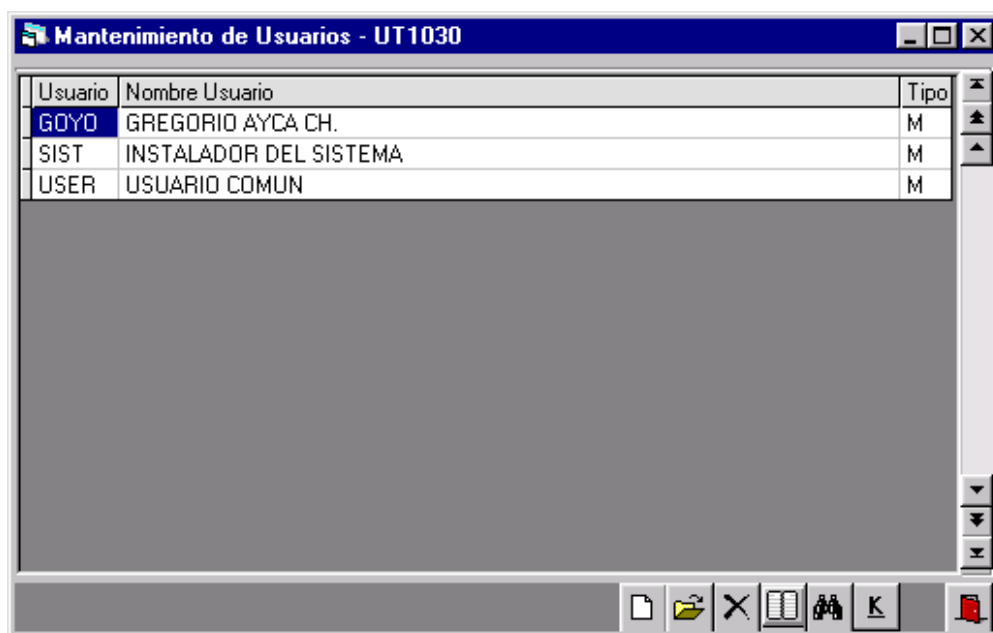 Mantenimiento de Usuarios - UT1030
Usuario Nombre Usuario Tipo
GOYO GREGORIO AYCA CH. M
SIST INSTALADOR DEL SISTEMA M
USER USUARIO COMUN M
K